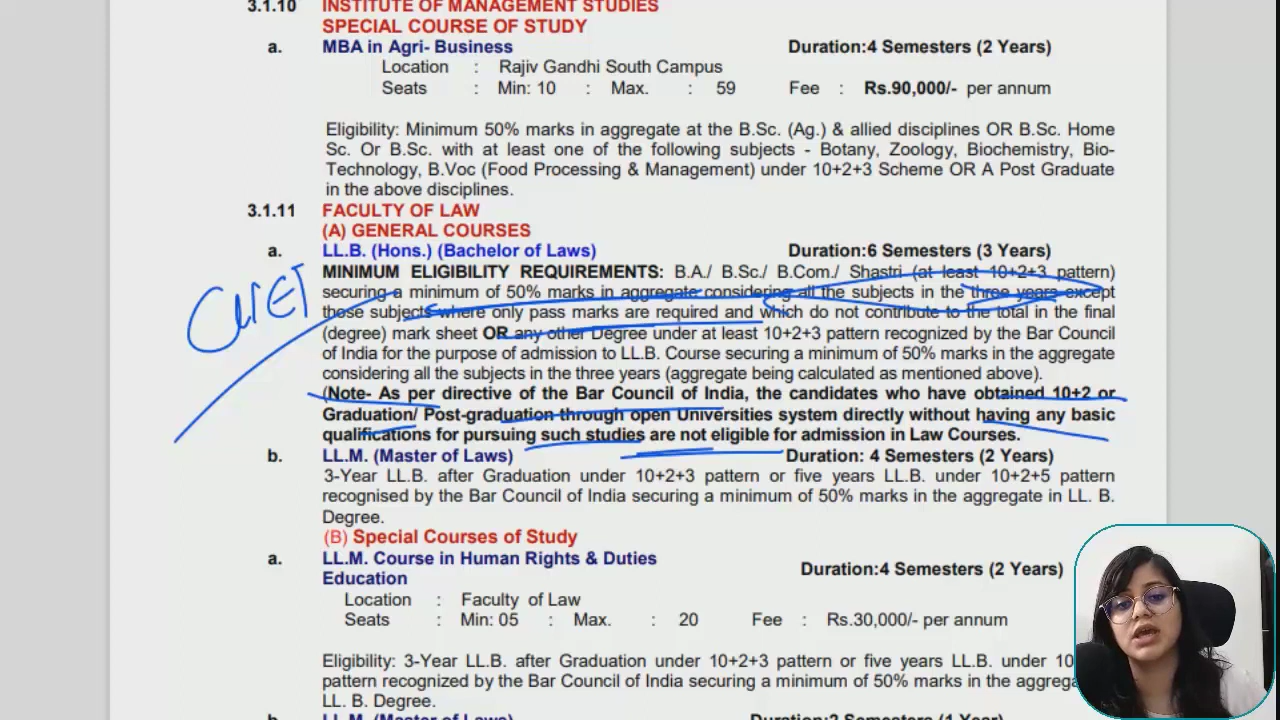 3.1.10 INSTITUTE OF MANAGEMENT STUDIES
SPECIAL COURSE OF STUDY
a. MBA in Agri- Business Duration:4 Semesters (2 Years)
Location : Rajiv Gandhi South Campus
Seats : Min: 10 : Max. : 59 Fee : Rs.90,000/- per annum
Eligibility: Minimum 50% marks in aggregate at the B.Sc. (Ag.) & allied disciplines OR B.Sc. Home
Sc. Or B.Sc. with at least one of the following subjects - Botany, Zoology, Biochemistry, Bio-
Technology, B.Voc (Food Processing & Management) under 10+2+3 Scheme OR A Post Graduate
in the above disciplines.
3.1.11 FACULTY OF LAW
(A) GENERAL COURSES
a. LL.B. (Hons.) (Bachelor of Laws) Duration:6 Semesters (3 Years)
MINIMUM ELIGIBILITY REQUIREMENTS: B.A./ B.Sc./ B.Com./ Shastri (at least 10+2+3 pattern)
securing a minimum of 50% marks in aggregate considering all the subjects in the three years except
those subjects where only pass marks are required and which do not contribute to the total in the final
(degree) mark sheet OR any other Degree under at least 10+2+3 pattern recognized by the Bar Council
of India for the purpose of admission to LL.B. Course securing a minimum of 50% marks in the aggregate
considering all the subjects in the three years (aggregate being calculated as mentioned above).
(Note- As per directive of the Bar Council of India, the candidates who have obtained 10+2 or
Graduation/ Post-graduation through open Universities system directly without having any basic
qualifications for pursuing such studies are not eligible for admission in Law Courses.
CUET
b. LL.M. (Master of Laws) Duration: 4 Semesters (2 Years)
3-Year LL.B. after Graduation under 10+2+3 pattern or five years LL.B. under 10+2+5 pattern
recognised by the Bar Council of India securing a minimum of 50% marks in the aggregate in LL. B.
Degree.
(B) Special Courses of Study
a. LL.M. Course in Human Rights & Duties Duration:4 Semesters (2 Years)
Education
Location : Faculty of Law
Seats : Min: 05 : Max. : 20 Fee : Rs.30,000/- per annum
Eligibility: 3-Year LL.B. after Graduation under 10+2+3 pattern or five years LL.B. under 10
pattern recognized by the Bar Council of India securing a minimum of 50% marks in the aggrega
LL. B. Degree.
b. LL.M. (Master of Laws) Duration:2 Semesters (1 Year)